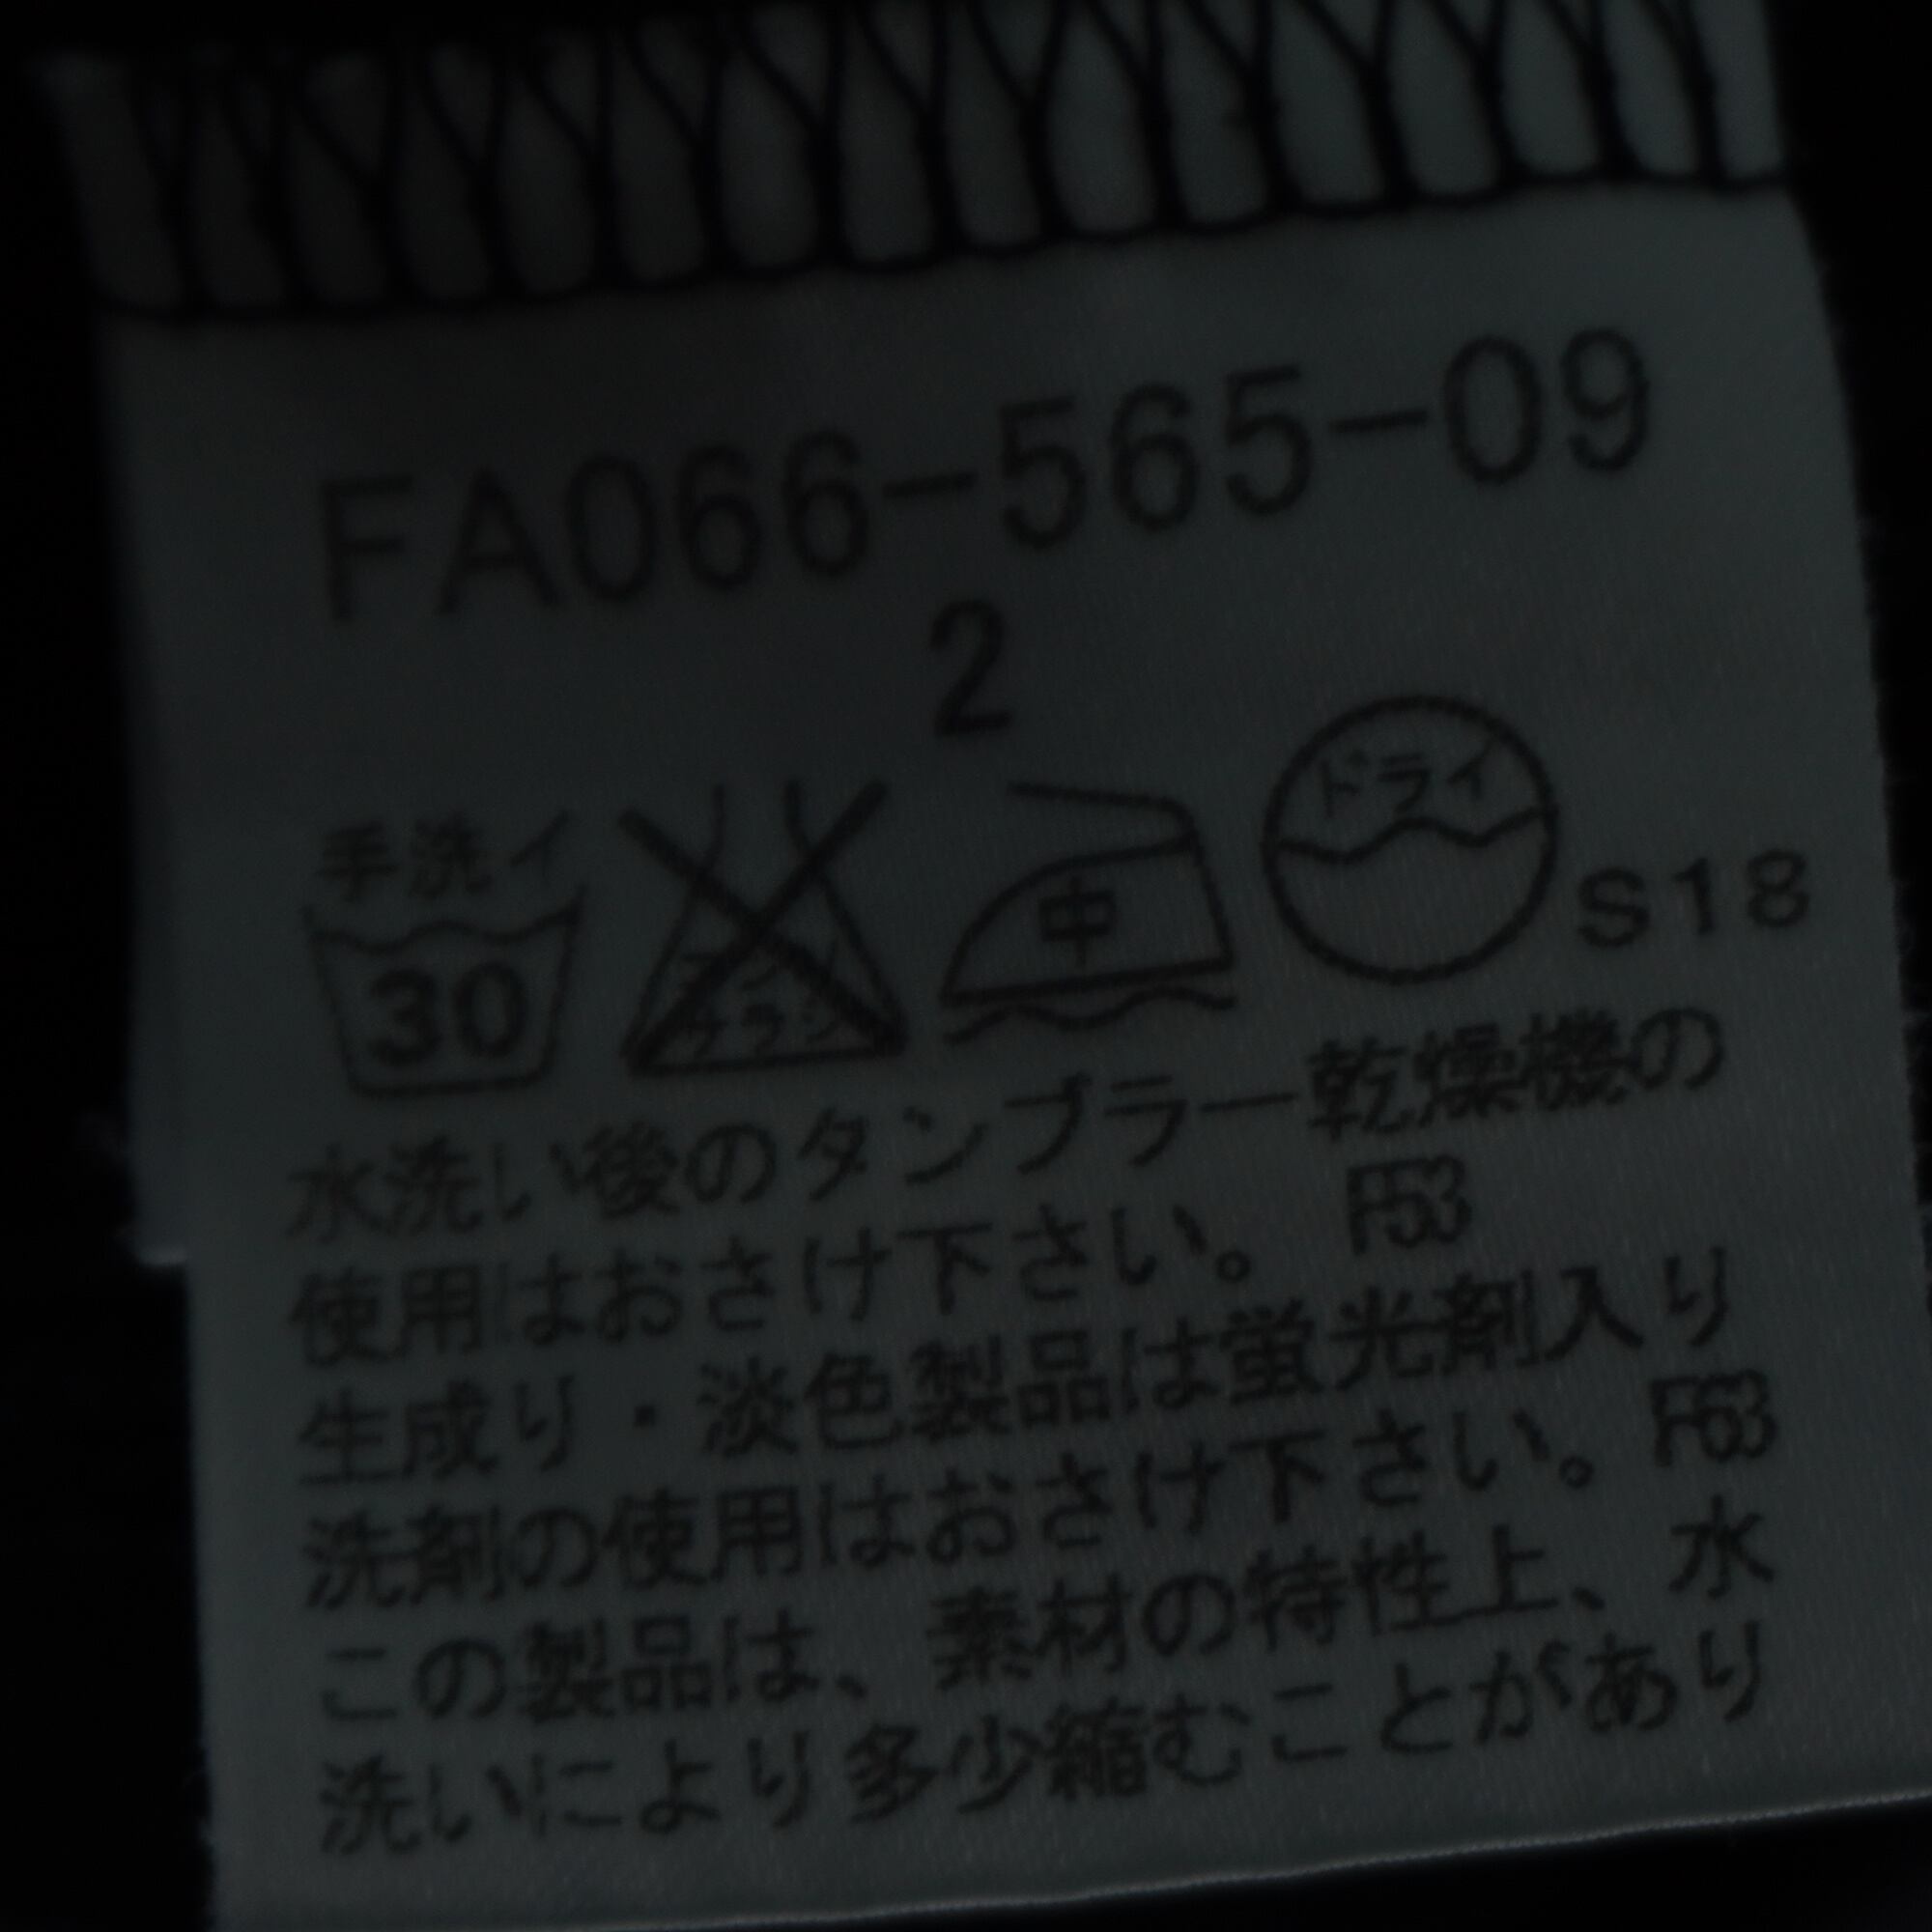 FA066-565-09
2
手洗イ
30
中
ドライ
S18
水洗い後のタンブラー乾燥機の
使用はおさけ下さい。 F53
生成り・淡色製品は蛍光剤入り
洗剤の使用はおさけ下さい。F63
この製品は、素材の特性上、水
洗いにより多少縮むことがあり